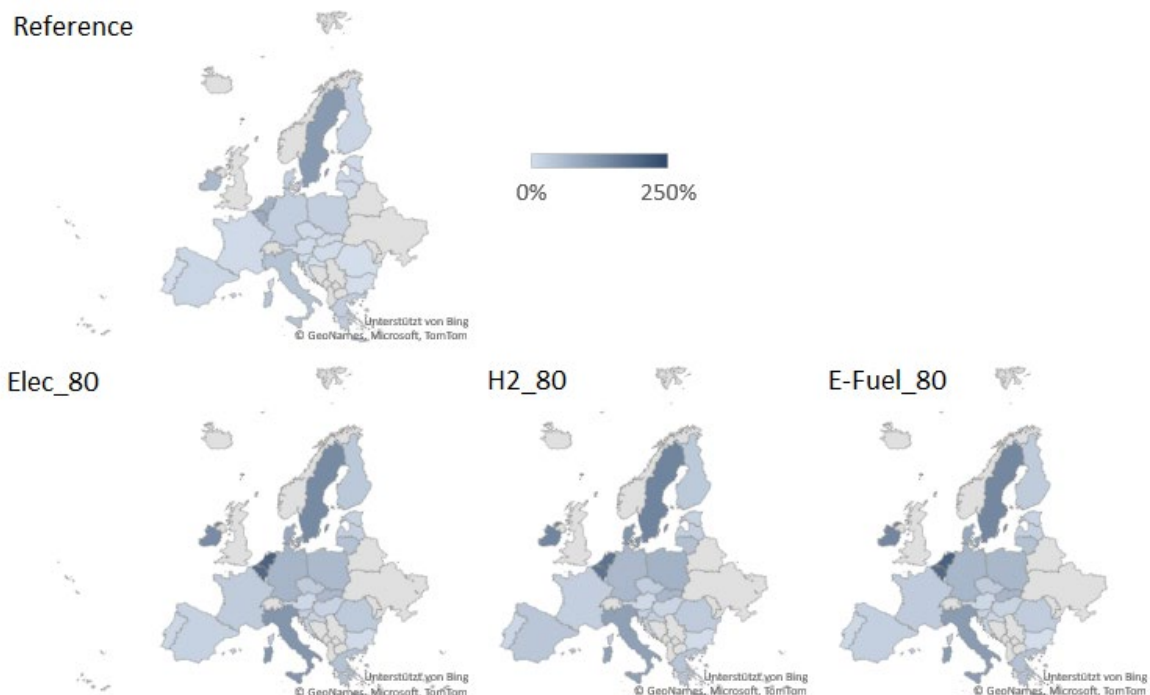 Reference
0%
250%
Unterstützt von Bing
© GeoNames, Microsoft, TomTom
Elec_80
H2_80
E-Fuel_80
Unterstützt von Bing
© GeoNames, Microsoft, TomTom
Unterstützt von Bing
© GeoNames, Microsoft, TomTom
Unterstützt von Bing
© GeoNames, Microsoft, TomTom